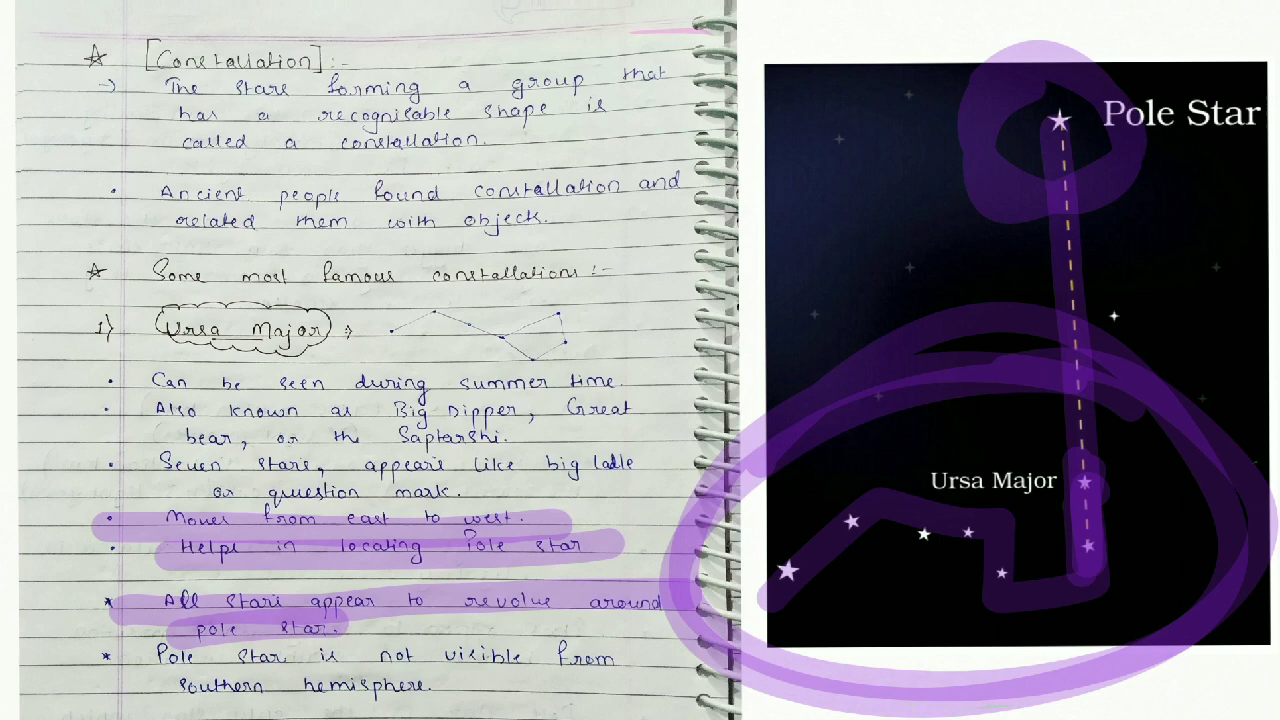 ☆ [Constallation] :-
→ The stars forming a group that
has a recognisable shape is
called a constallation.
• Ancient people found constallation and
related them with object.
☆ Some most famous constallations :-
1) Ursa Major ⇒
• Can be seen during summer time.
• Also known as Big Dipper, Great
bear, or the Saptarshi.
• Seven stars, appears like big ladle
or question mark.
• Moves from east to west.
• Helps in locating Pole star
* All stars appear to revolve around
pole star.
* Pole star is not visible from
southern hemisphere.
Pole Star
Ursa Major